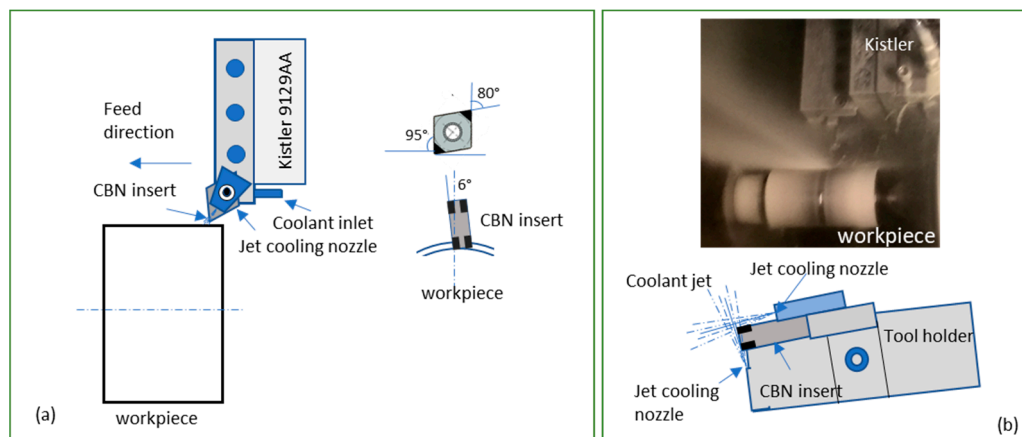 Feed
direction
CBN insert
Kistler 9129AA
Coolant inlet
Jet cooling nozzle
workpiece
(a)
80°
95°
6°
CBN insert
workpiece
Kistler
workpiece
Jet cooling nozzle
Coolant jet
Tool holder
Jet cooling
nozzle
CBN insert
(b)